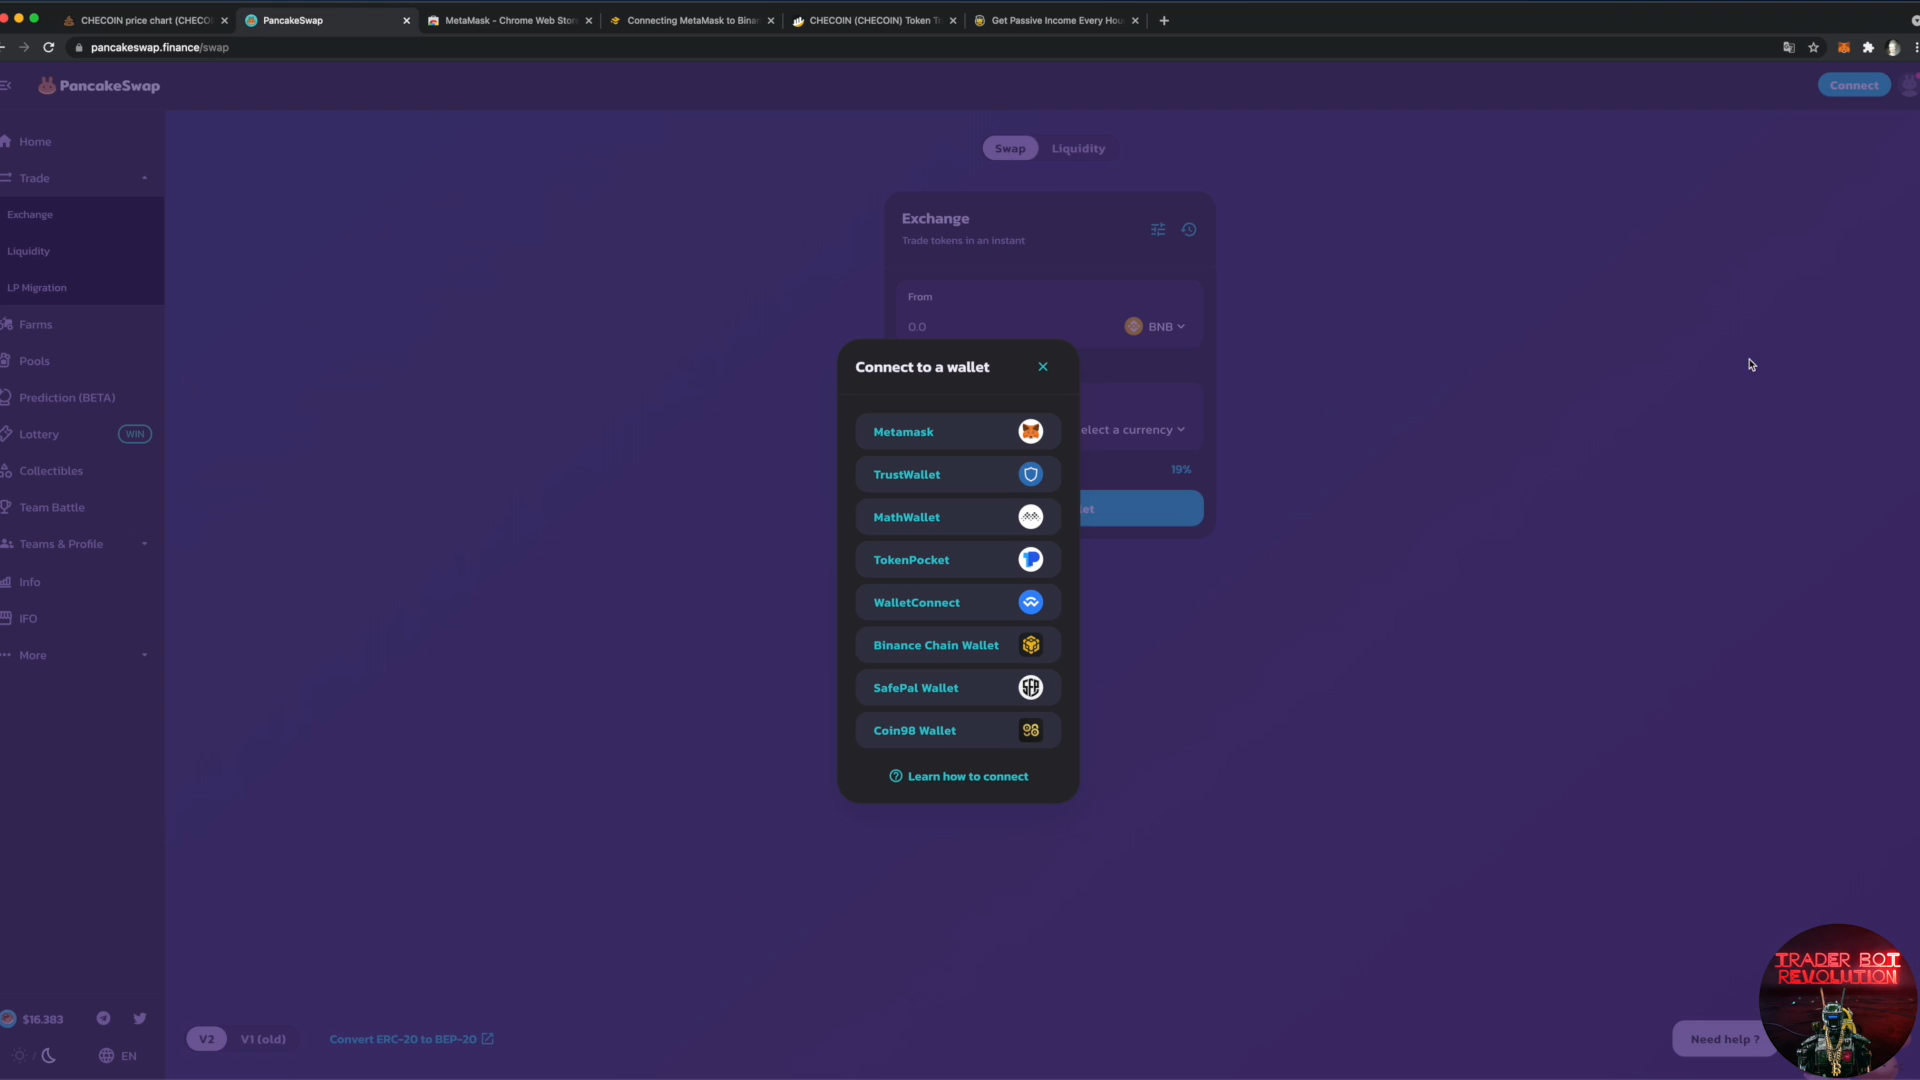 CHECOIN price chart (CHECO
PancakeSwap
MetaMask - Chrome Web Stor
Connecting MetaMask to Bina
CHECOIN (CHECOIN) Token T
Get Passive Income Every Hou
pancakeswap.finance/swap
PancakeSwap
Connect
Home
Trade
Exchange
Liquidity
LP Migration
Farms
Pools
Prediction (BETA)
Lottery
WIN
Collectibles
Team Battle
Teams & Profile
Info
IFO
More
Swap
Liquidity
Exchange
Trade tokens in an instant
From
0.0
BNB
elect a currency
19%
let
Connect to a wallet
Metamask
TrustWallet
MathWallet
TokenPocket
WalletConnect
Binance Chain Wallet
SafePal Wallet
SFP
Coin98 Wallet
98
Learn how to connect
$16.383
/
EN
V2
V1 (old)
Convert ERC-20 to BEP-20
Need help ?
TRADER BOT
REVOLUTION